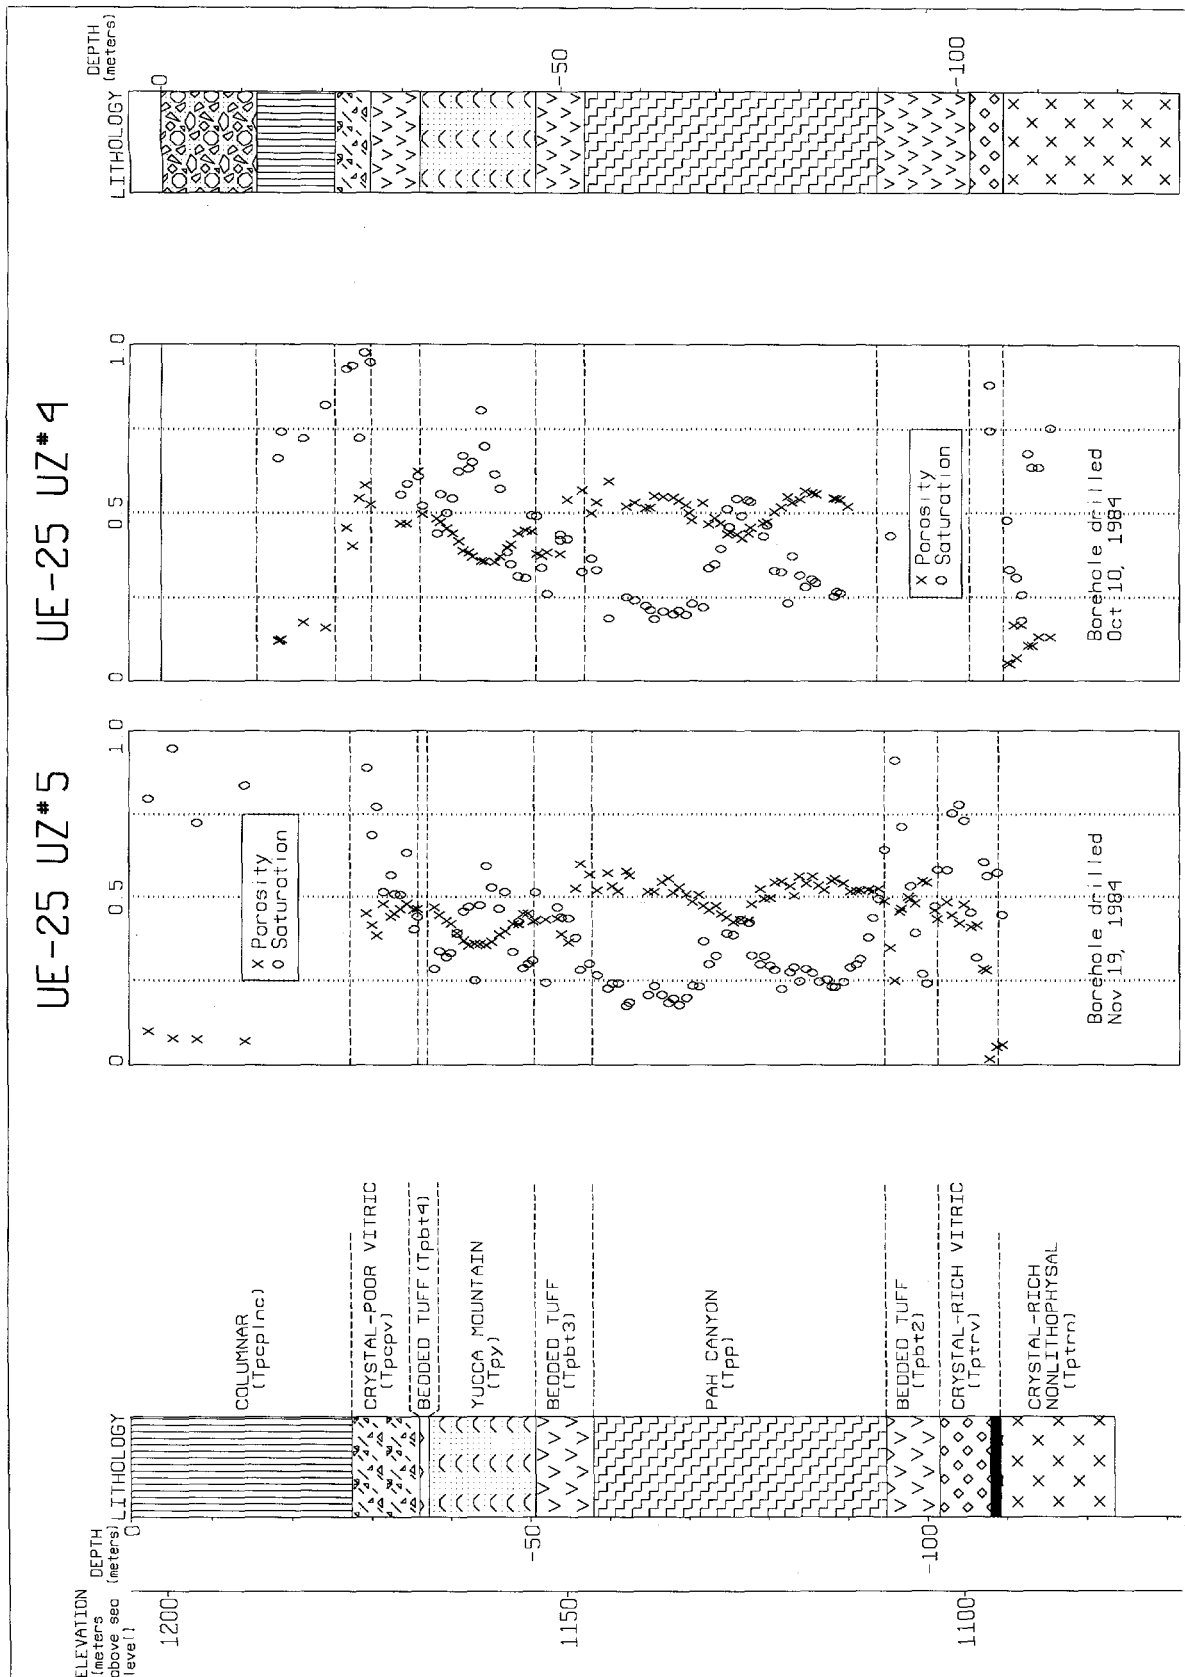 UE-25 UZ#5
UE-25 UZ#4
ELEVATION
(meters
above sea
level)
DEPTH
(meters)
LITHOLOGY
1200
1150
1100
0
-50
-100
COLUMNAR
(Tpcplnc)
CRYSTAL-POOR VITRIC
(Tpcpv)
BEDDED TUFF (Tpbt4)
YUCCA MOUNTAIN
(Tpy)
BEDDED TUFF
(Tpbt3)
PAH CANYON
(Tpp)
BEDDED TUFF
(Tpbt2)
CRYSTAL-RICH VITRIC
(Tptrv)
CRYSTAL-RICH
NONLITHOPHYSAL
(Tptrn)
0
0.5
1.0
x Porosity
o Saturation
Borehole drilled
Nov 19, 1984
0
0.5
1.0
x Porosity
o Saturation
Borehole drilled
Oct 10, 1984
LITHOLOGY
DEPTH
(meters)
0
-50
-100